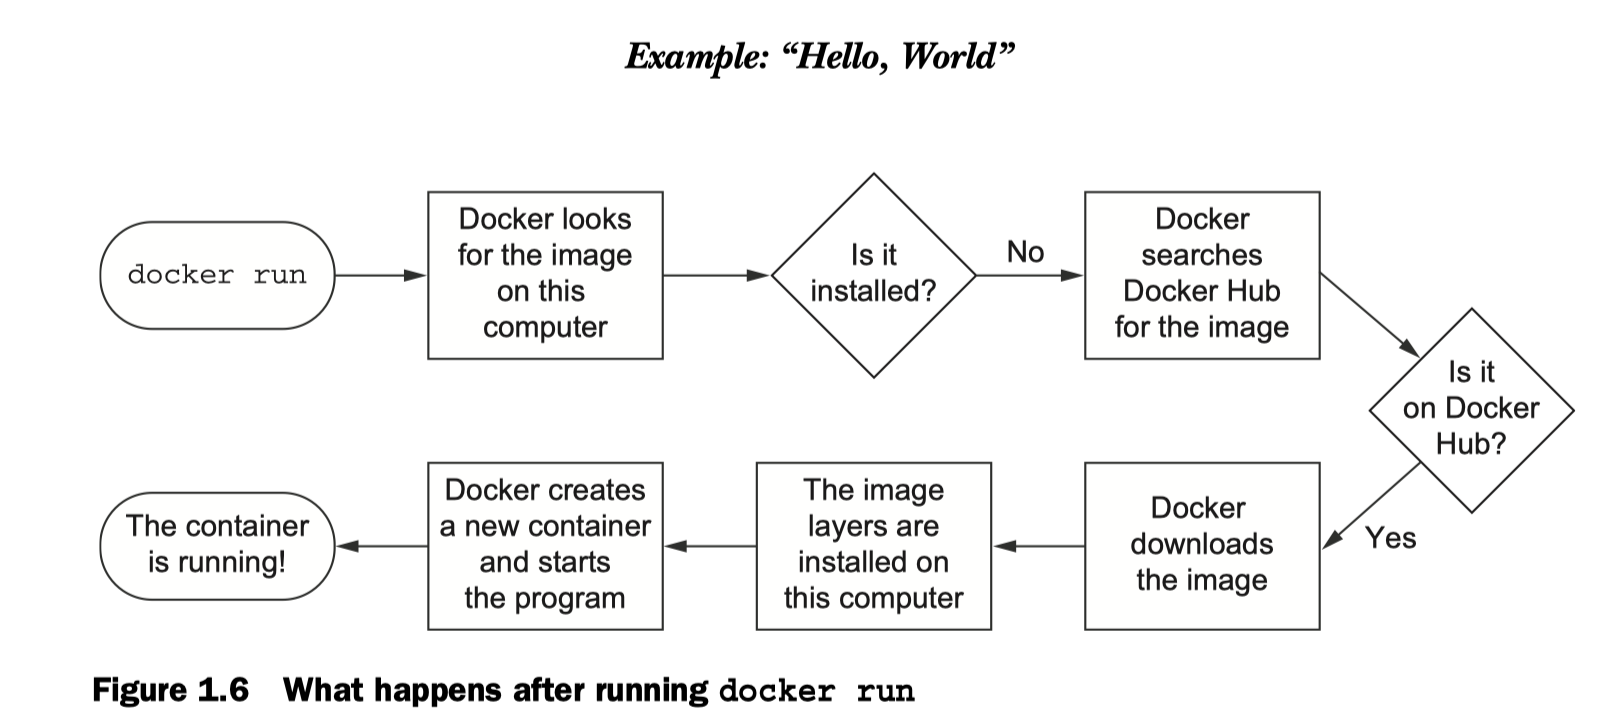 Example: “Hello, World”
docker run
Docker looks
for the image
on this
computer
Is it
installed?
No
Docker
searches
Docker Hub
for the image
Is it
on Docker
Hub?
Yes
Docker
downloads
the image
The image
layers are
installed on
this computer
Docker creates
a new container
and starts
the program
The container
is running!
Figure 1.6 What happens after running docker run